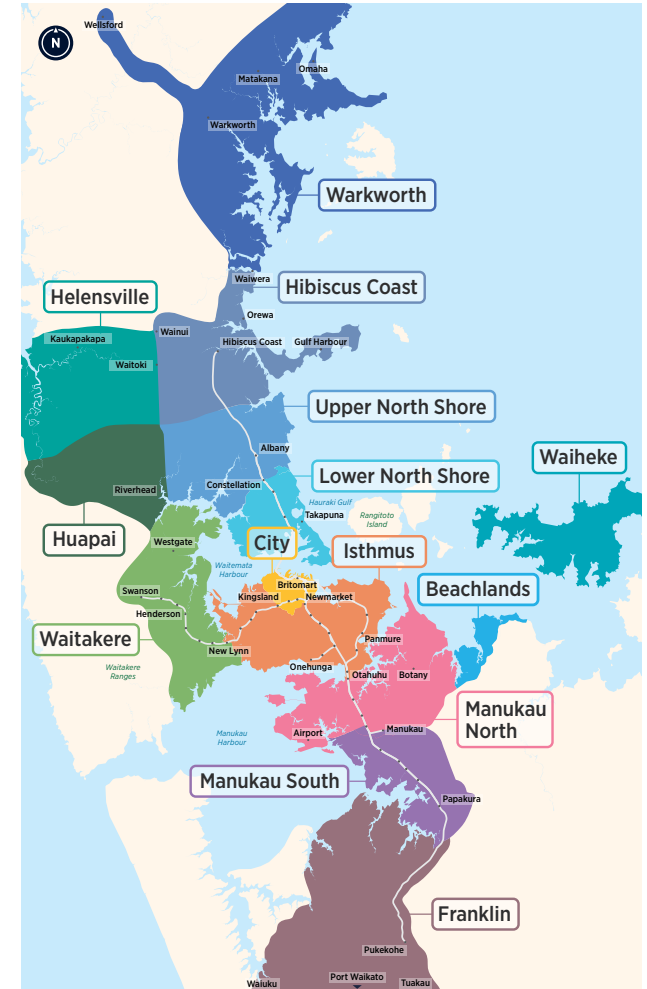 Wellsford
N
Omaha
Matakana
Warkworth
Warkworth
Waiwera
Hibiscus Coast
Helensville
Orewa
Wainui
Kaukapakapa
Hibiscus Coast
Gulf Harbour
Waitoki
Upper North Shore
Albany
Waiheke
Lower North Shore
Constellation
Riverhead
Hauraki Gulf
Takapuna
Rangitoto
Island
Huapai
Westgate
City
Isthmus
Waitemata
Harbour
Britomart
Beachlands
Swanson
Kingsland
Newmarket
Henderson
Waitakere
Panmure
New Lynn
Onehunga
Waitakere
Ranges
Otahuhu
Botany
Manukau
North
Manukau
Airport
Manukau
Harbour
Manukau South
Papakura
Franklin
Pukekohe
Port Waikato
Waiuku
Tuakau